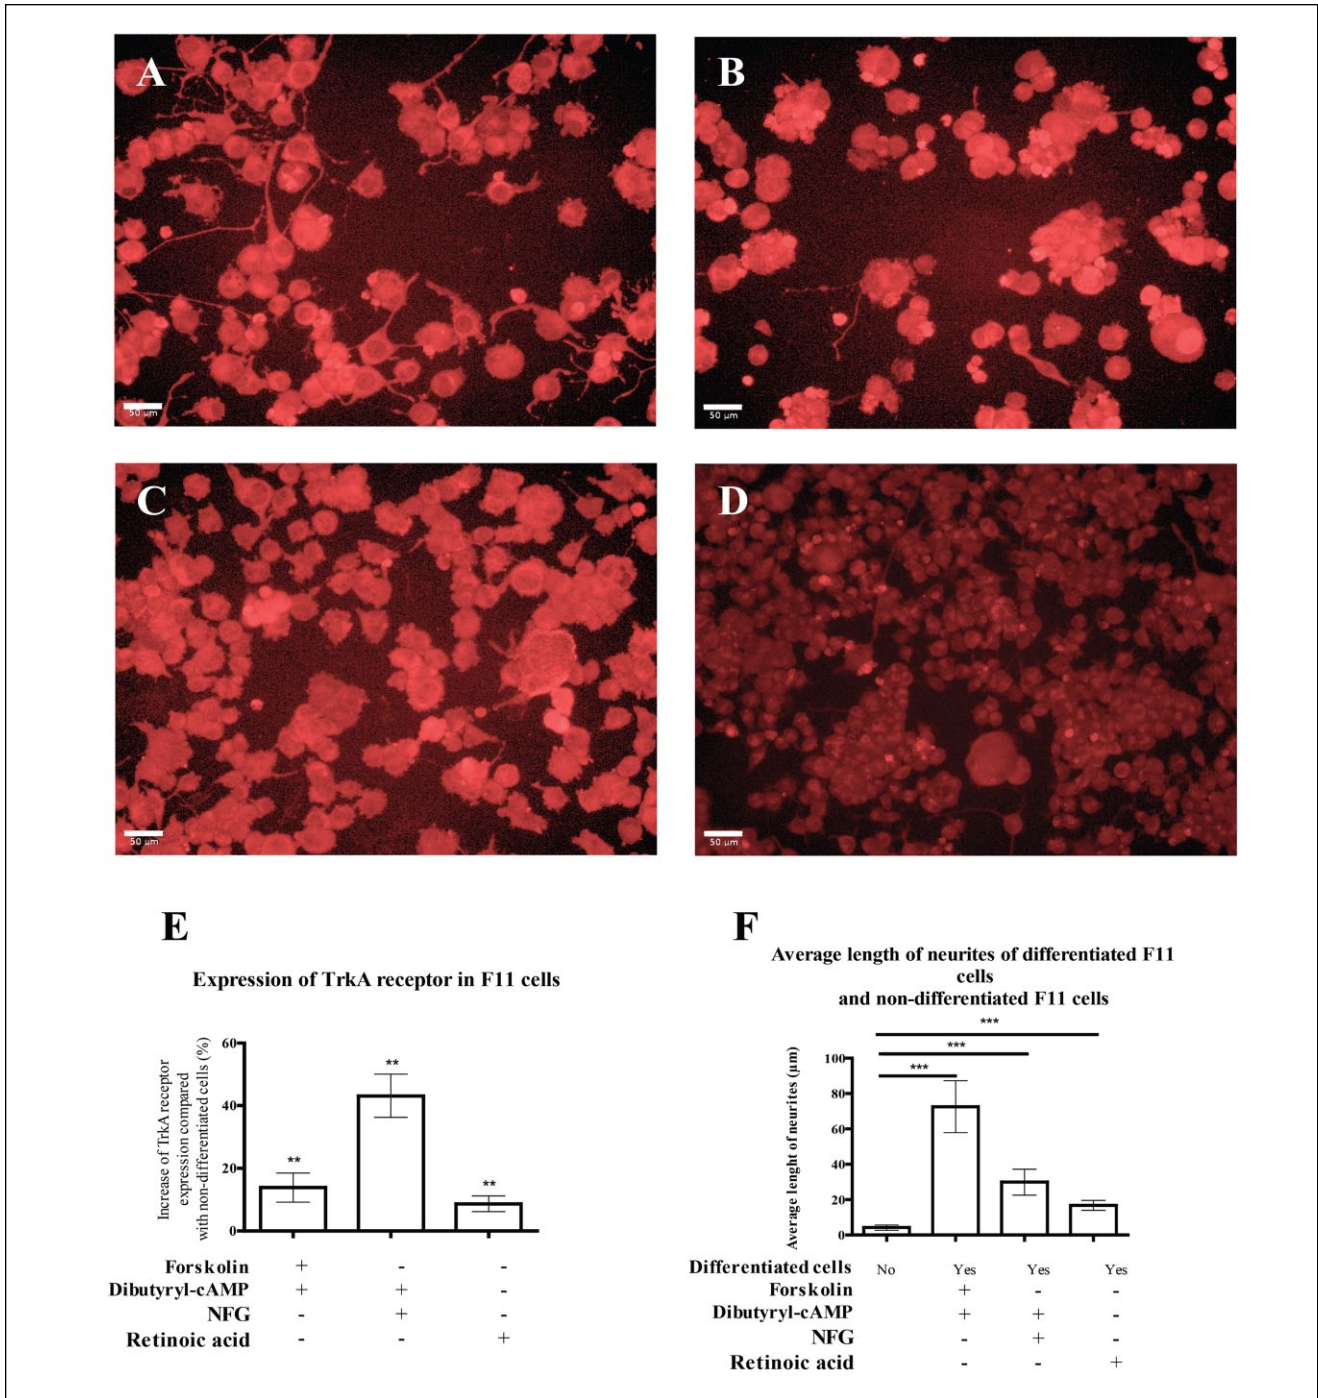 A
B
50 µm
50 µm
C
D
50 µm
50 µm
E
Expression of TrkA receptor in F11 cells
Increase of TrkA receptor
expression compared
with non-differentiated cells (%)
60
40
20
0
**
**
**
Forskolin + - -
Dibutyryl-cAMP + + -
NFG - + -
Retinoic acid - - +
F
Average length of neurites of differentiated F11
cells
and non-differentiated F11 cells
Average lenght of neurites (µm)
100
80
60
40
20
0
***
***
***
Differentiated cells No Yes Yes Yes
Forskolin + - -
Dibutyryl-cAMP + + -
NFG - + -
Retinoic acid - - +